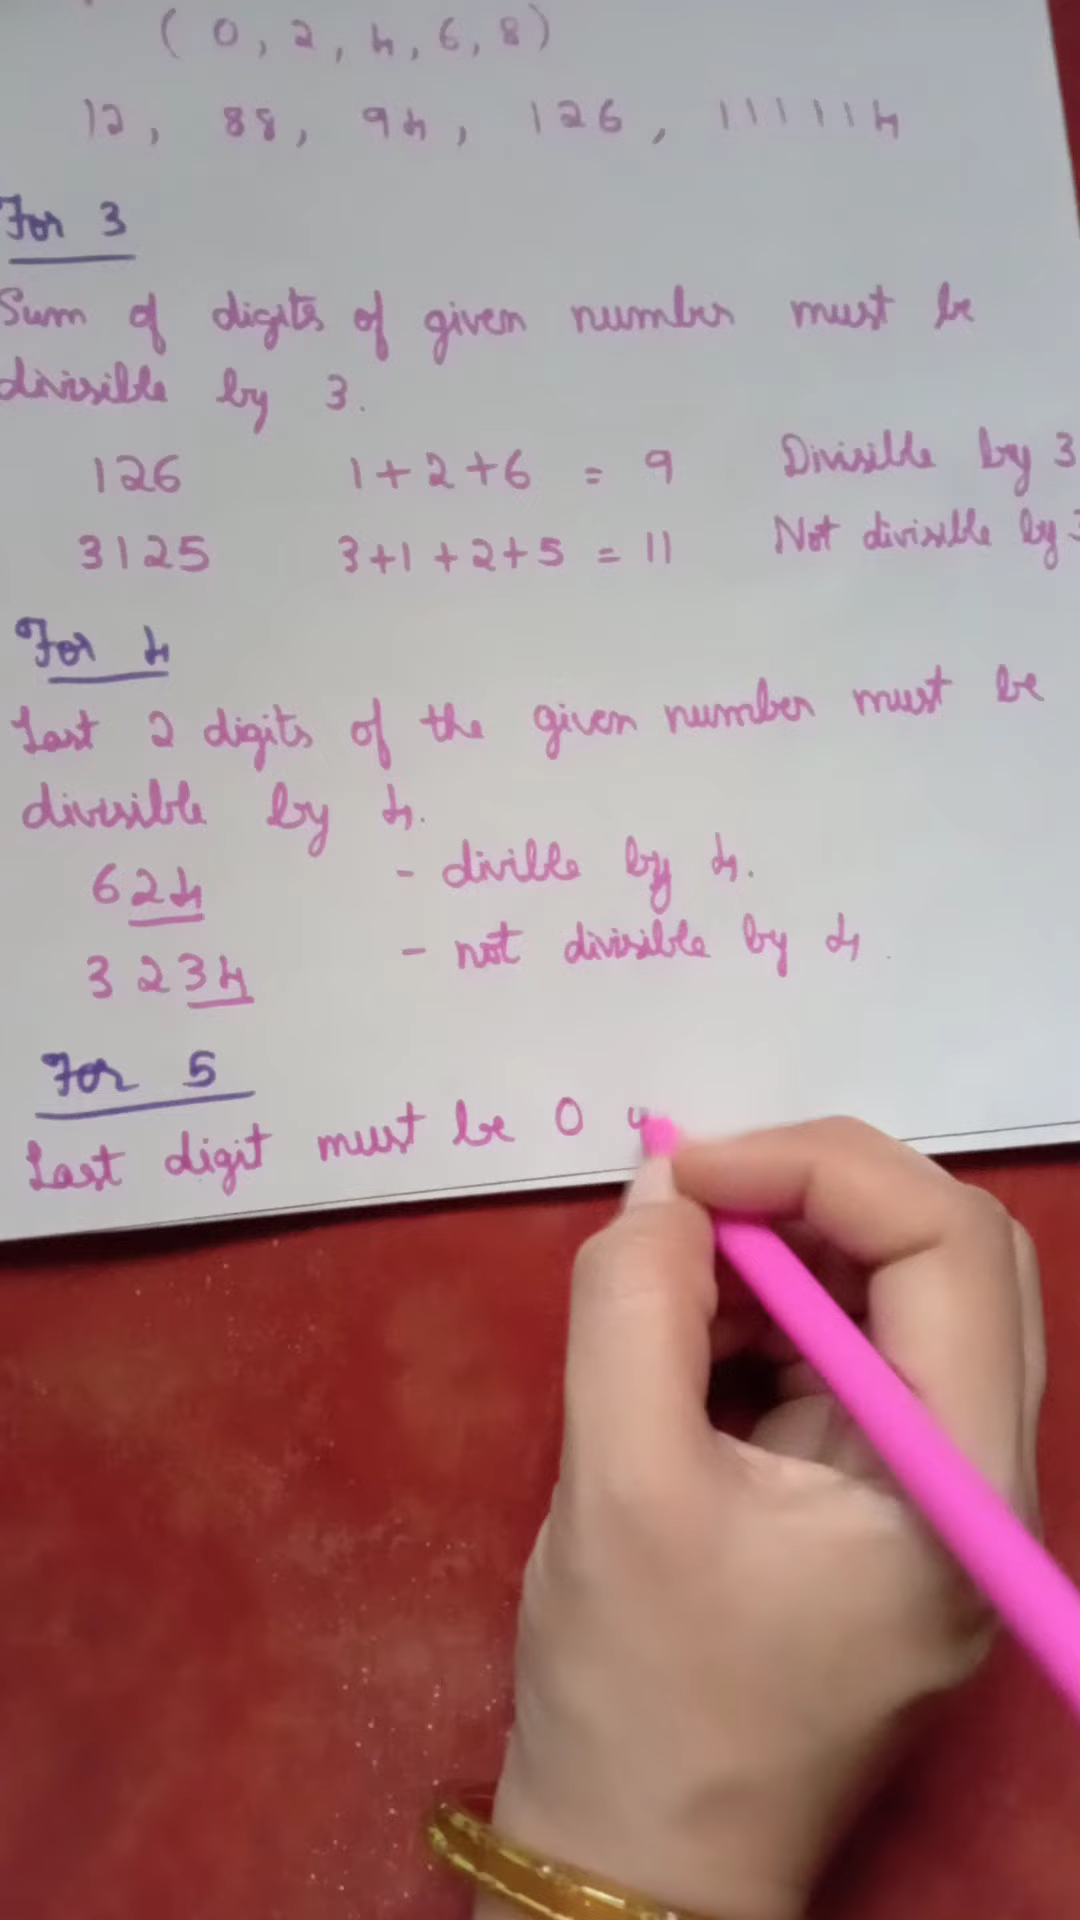 (0, 2, 4, 6, 8)
12, 88, 94, 126, 111114
For 3
Sum of digits of given number must be
divisible by 3.
126 1+2+6 = 9 Divisible by 3
3125 3+1+2+5 = 11 Not divisible by 3
For 4
Last 2 digits of the given number must be
divisible by 4.
624 - divilble by 4.
3234 - not divisible by 4.
For 5
Last digit must be 0